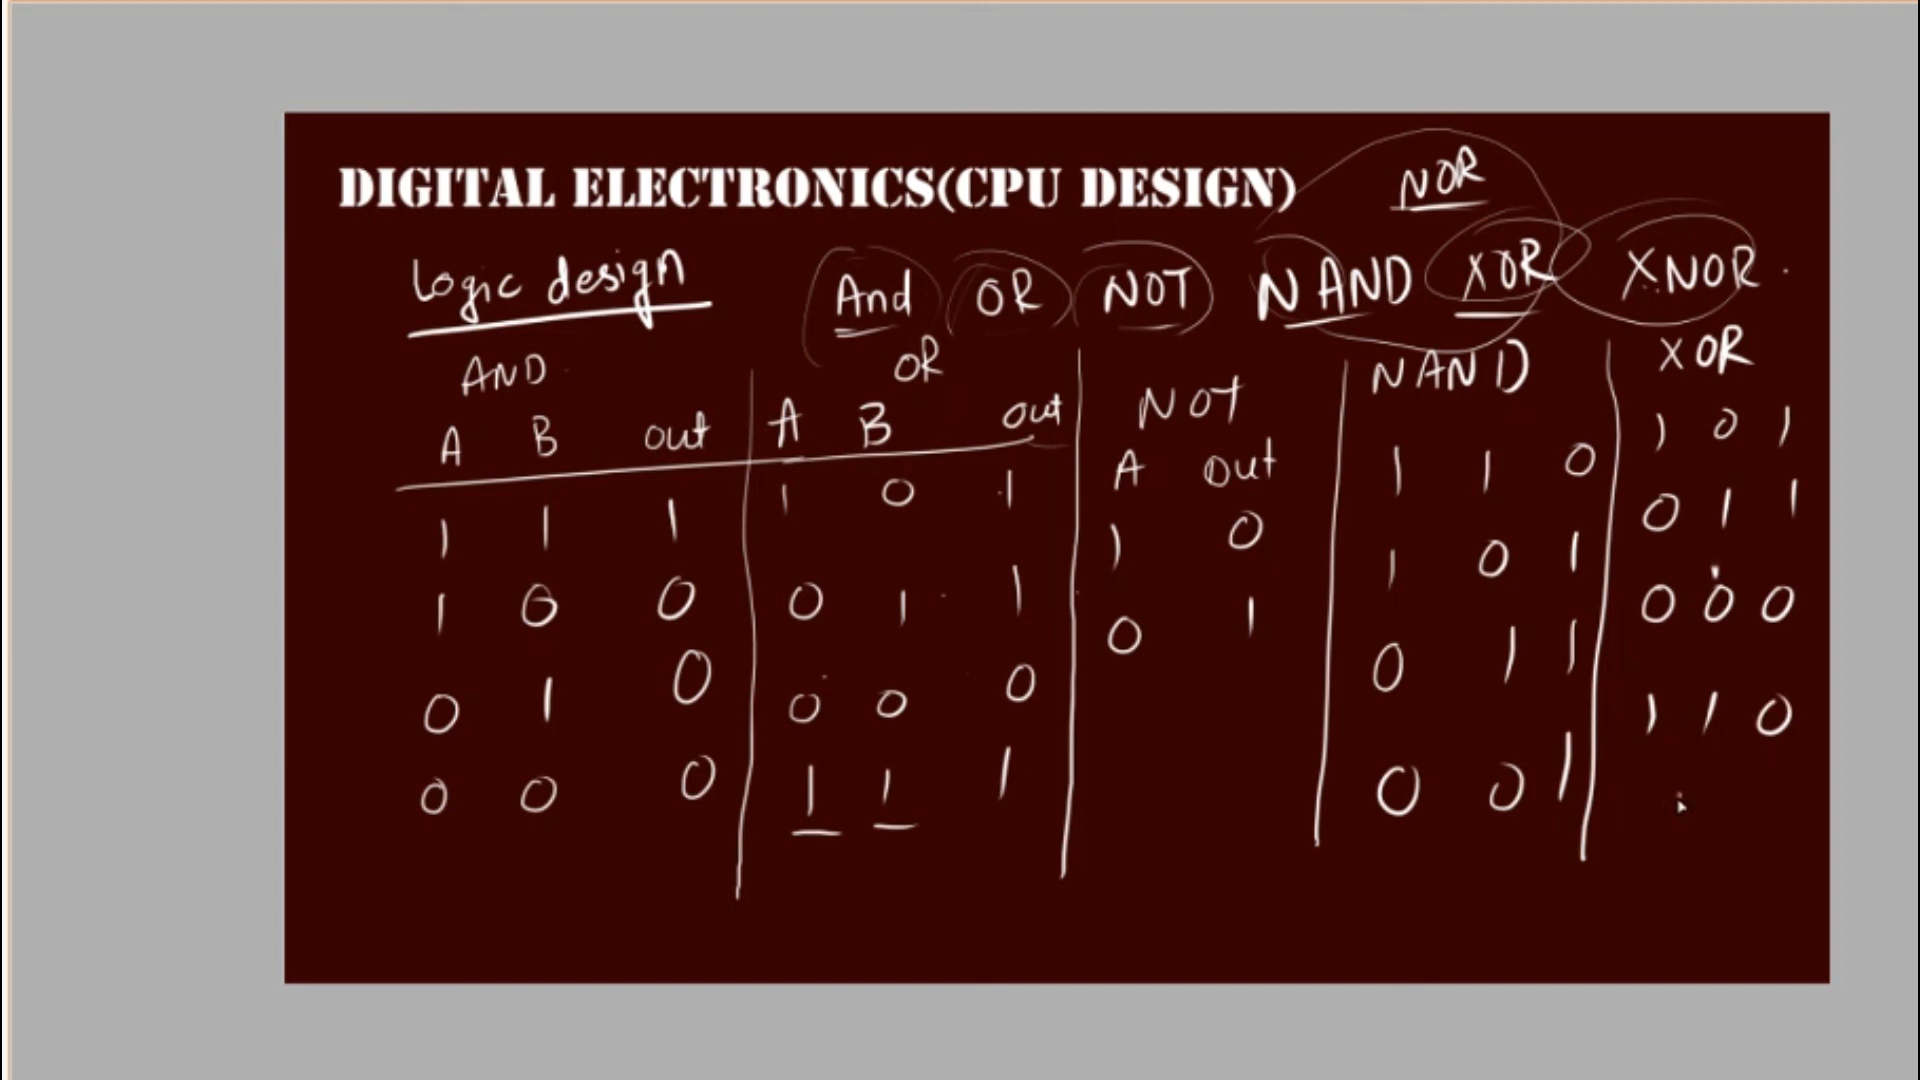 DIGITAL ELECTRONICS(CPU DESIGN) NOR
Logic design And OR NOT NAND XOR XNOR.
AND OR NOT NAND XOR
A B out A B out A out
1 1 1 1 0 1 1 0 1 1 0 1 0 1
1 0 0 0 1 1 0 1 1 0 1 0 1 1
0 1 0 0 0 0 0 1 1 0 0 0
0 0 0 1 1 1 0 0 1 1 1 0